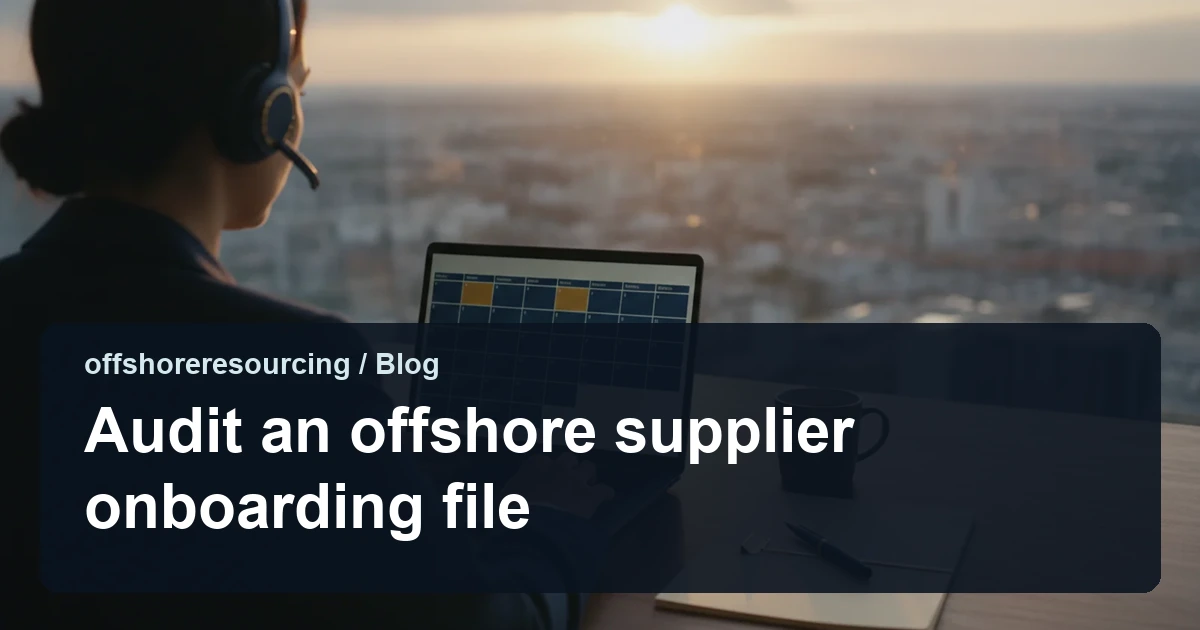 offshoreresourcing / Blog
Audit an offshore supplier
onboarding file